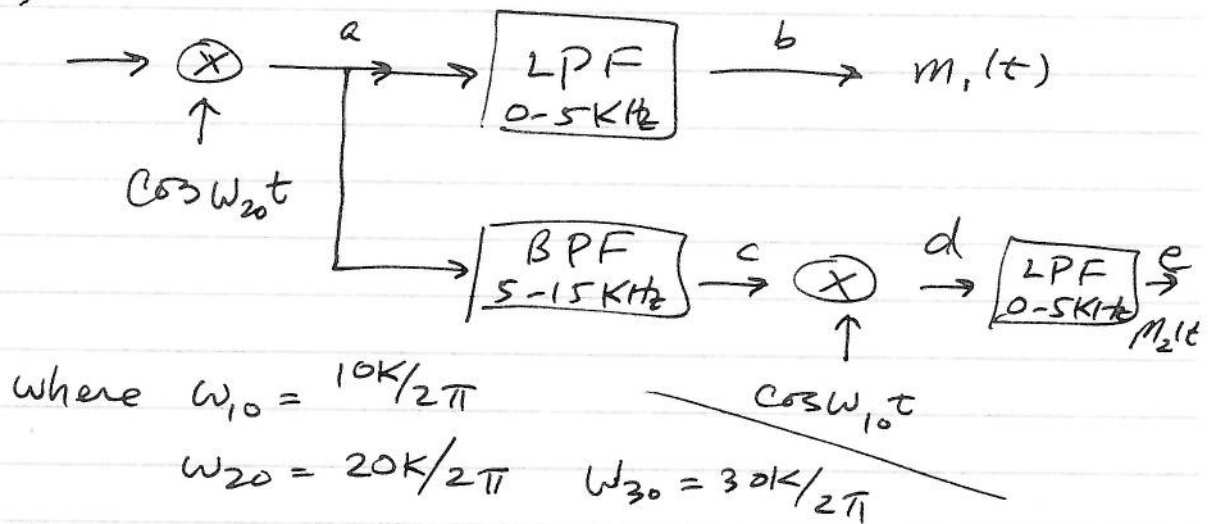 a
b
X
LPF
0-5KHz
m₁(t)
Cos ω₂₀t
BPF
5-15KHz
c
X
d
LPF
0-5KHz
e
m₂(t
Cos ω₁₀t
where ω₁₀ = 10K/2π
ω₂₀ = 20K/2π ω₃₀ = 30K/2π